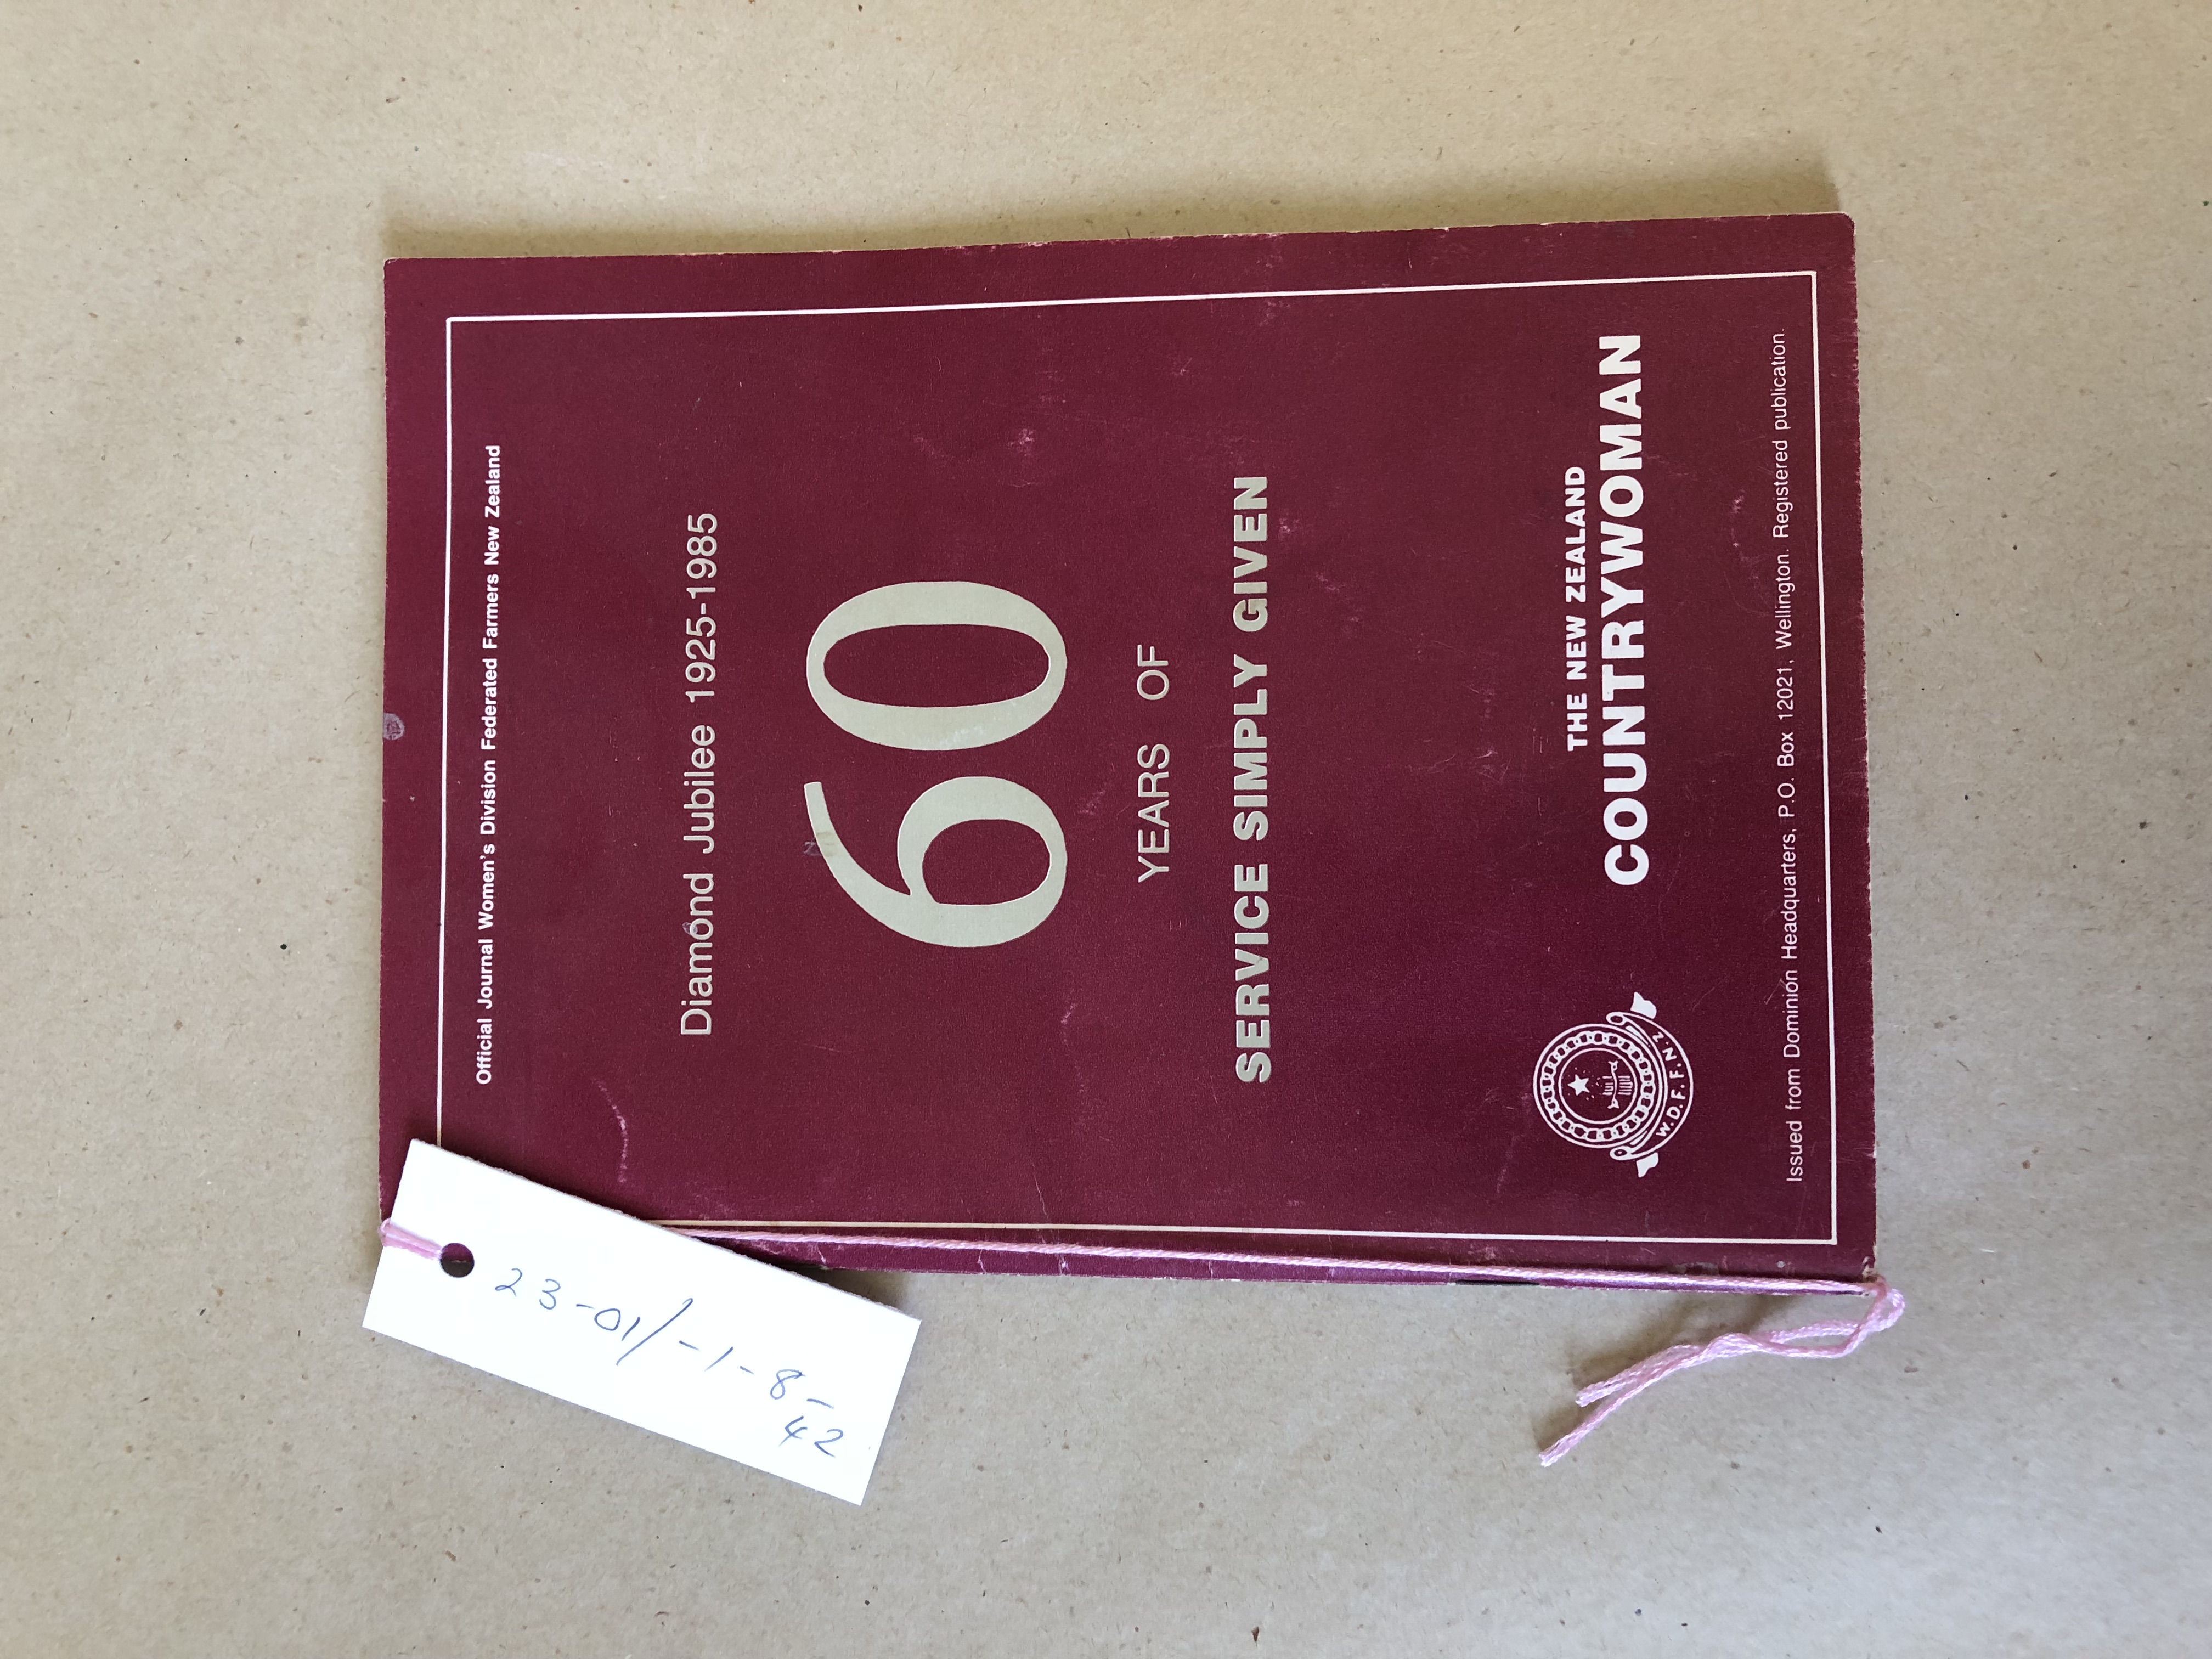 23-01/-1-8-
42
Official Journal Women's Division Federated Farmers New Zealand
Diamond Jubilee 1925-1985
60
YEARS OF
SERVICE SIMPLY GIVEN
W.D.F.F.N.Z
THE NEW ZEALAND
COUNTRYWOMAN
Issued from Dominion Headquarters, P.O. Box 12021, Wellington. Registered publication.